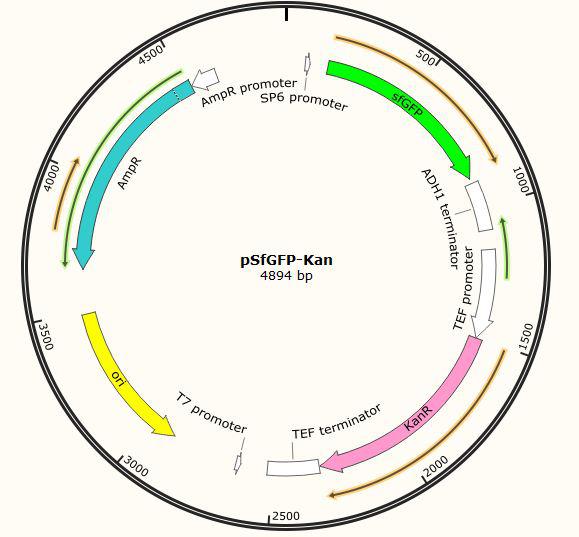 4500
500
AmpR promoter
SP6 promoter
sfGFP
4000
AmpR
1000
ADH1 terminator
pSfGFP-Kan
4894 bp
TEF promoter
3500
1500
ori
T7 promoter
TEF terminator
KanR
3000
2000
2500